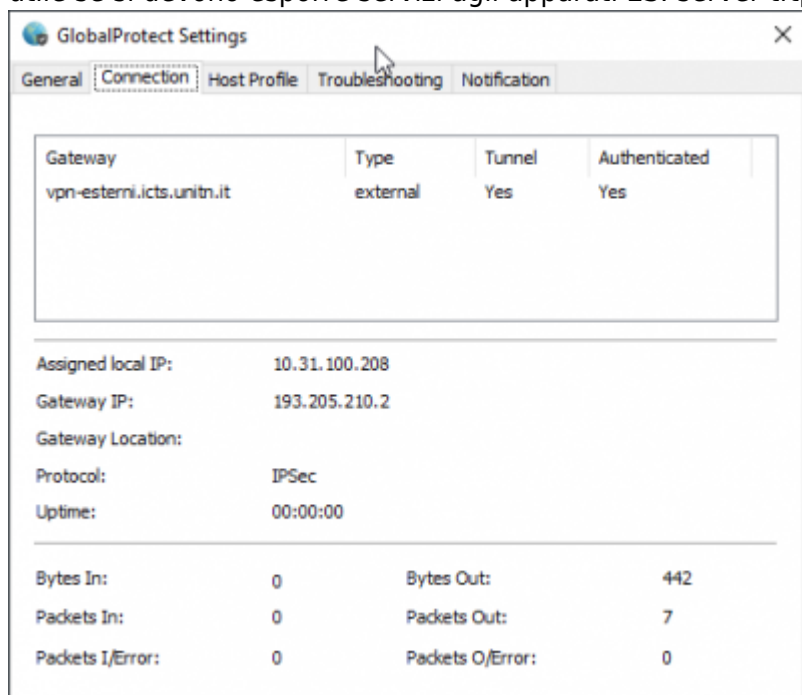 GlobalProtect Settings
General Connection Host Profile Troubleshooting Notification
Gateway Type Tunnel Authenticated
vpn-esterni.icts.unitn.it external Yes Yes
Assigned local IP: 10.31.100.208
Gateway IP: 193.205.210.2
Gateway Location:
Protocol: IPSec
Uptime: 00:00:00
Bytes In: 0 Bytes Out: 442
Packets In: 0 Packets Out: 7
Packets I/Error: 0 Packets O/Error: 0